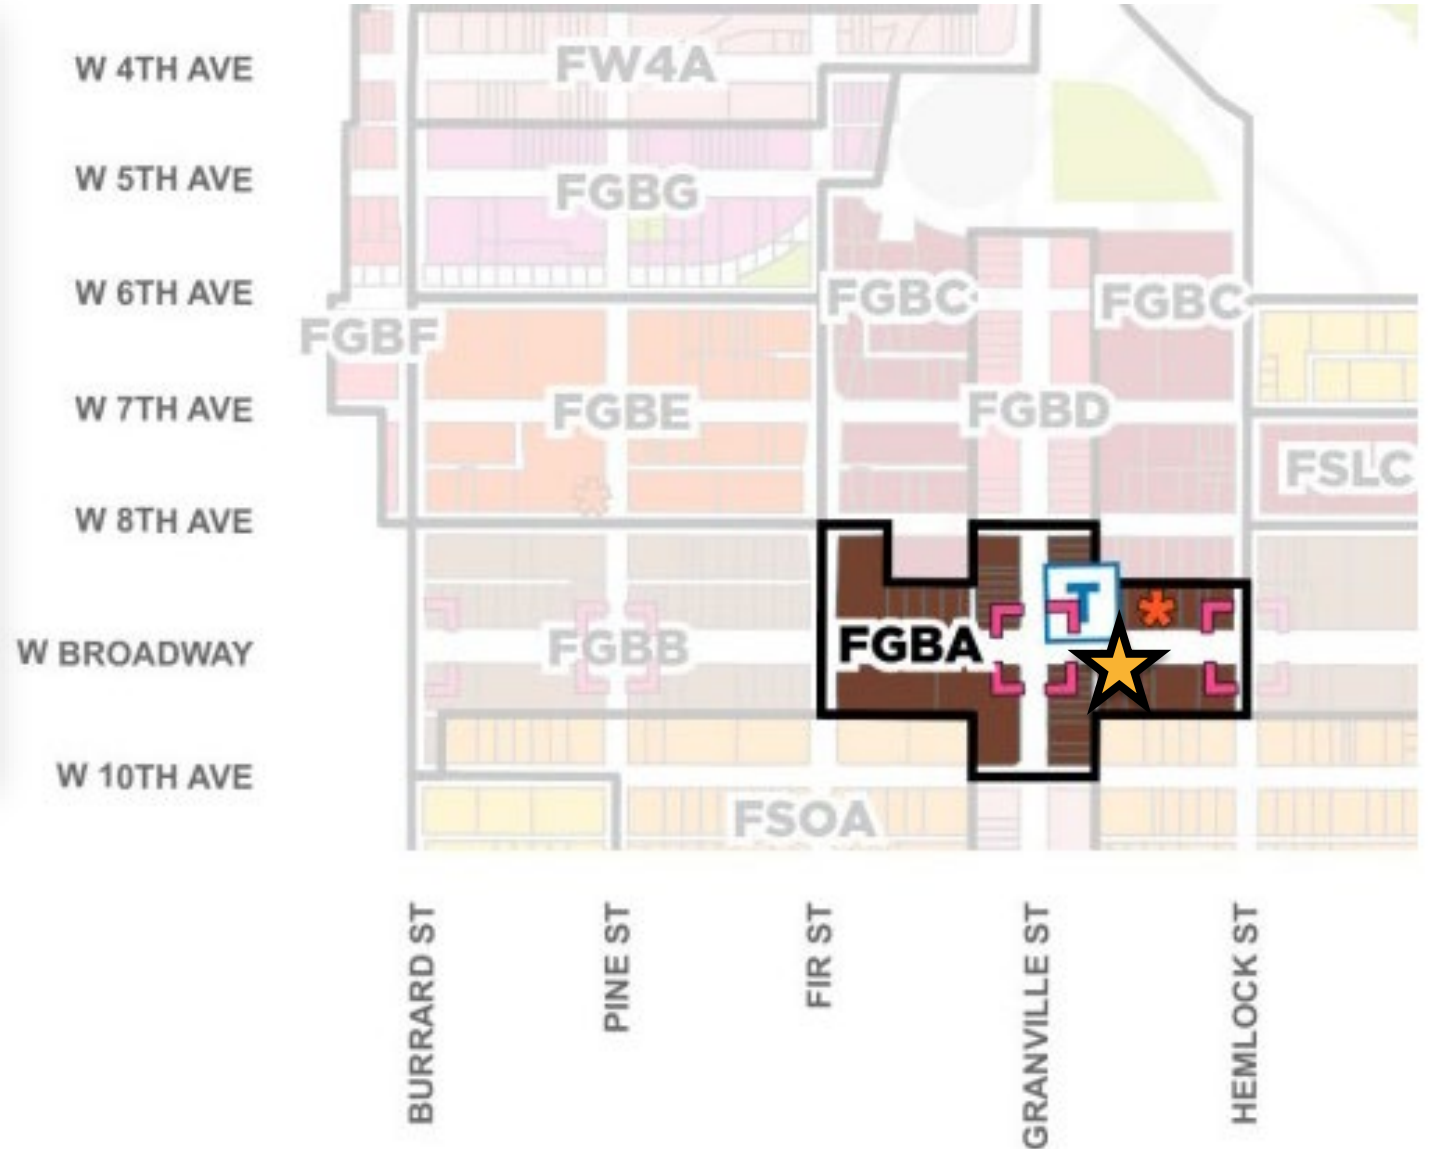 W 4TH AVE
FW4A
W 5TH AVE
FGBG
W 6TH AVE
FGBC
FGBC
FGBF
W 7TH AVE
FGBE
FGBD
FSLC
W 8TH AVE
T
*
W BROADWAY
FGBB
FGBA
W 10TH AVE
FSOA
BURRARD ST
PINE ST
FIR ST
GRANVILLE ST
HEMLOCK ST